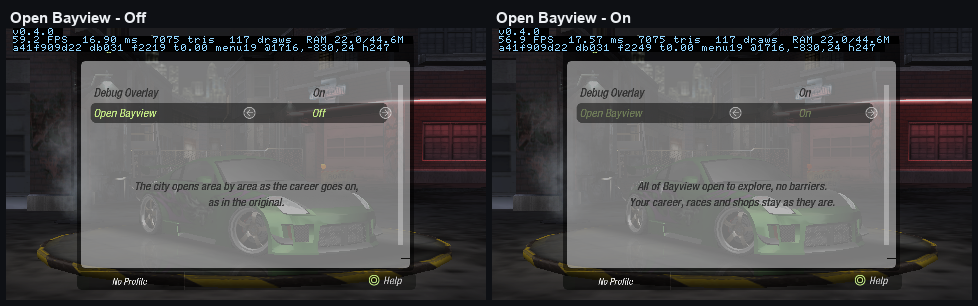 Open Bayview - Off
v0.4.0
59.2 FPS 16.90 ms 7075 tris 117 draws RAM 22.0/44.6M
a41f909d22 db031 f2219 t0.00 menu19 @1716,-830,24 h247
Debug Overlay On
Open Bayview Off
The city opens area by area as the career goes on,
as in the original.
No Profile Help
Open Bayview - On
v0.4.0
56.9 FPS 17.57 ms 7075 tris 117 draws RAM 22.0/44.6M
a41f909d22 db031 f2249 t0.00 menu19 @1716,-830,24 h247
Debug Overlay On
Open Bayview On
All of Bayview open to explore, no barriers.
Your career, races and shops stay as they are.
No Profile Help